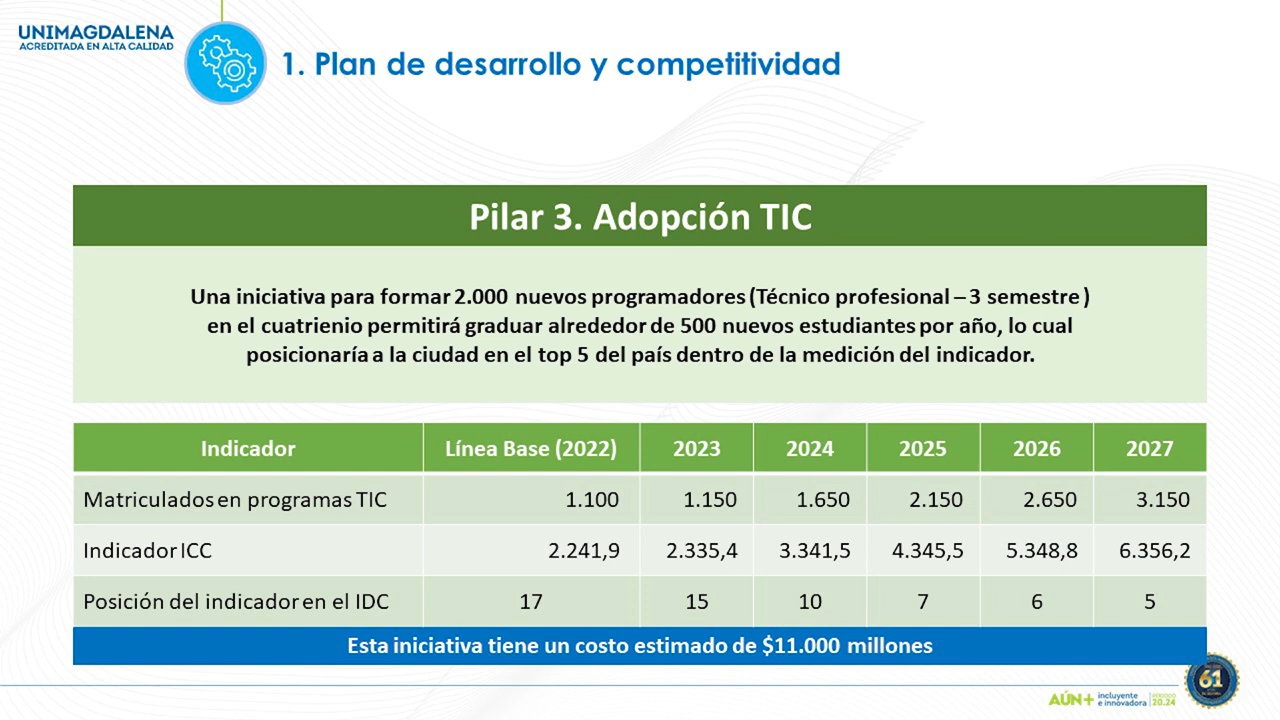 UNIMAGDALENA
ACREDITADA EN ALTA CALIDAD
1. Plan de desarrollo y competitividad
Pilar 3. Adopción TIC
Una iniciativa para formar 2.000 nuevos programadores (Técnico profesional – 3 semestre)
en el cuatrienio permitirá graduar alrededor de 500 nuevos estudiantes por año, lo cual
posicionaría a la ciudad en el top 5 del país dentro de la medición del indicador.
Indicador Línea Base (2022) 2023 2024 2025 2026 2027
Matriculados en programas TIC 1.100 1.150 1.650 2.150 2.650 3.150
Indicador ICC 2.241,9 2.335,4 3.341,5 4.345,5 5.348,8 6.356,2
Posición del indicador en el IDC 17 15 10 7 6 5
Esta iniciativa tiene un costo estimado de $11.000 millones
61
AÚN+ incluyente e innovadora PERIODO 20.24